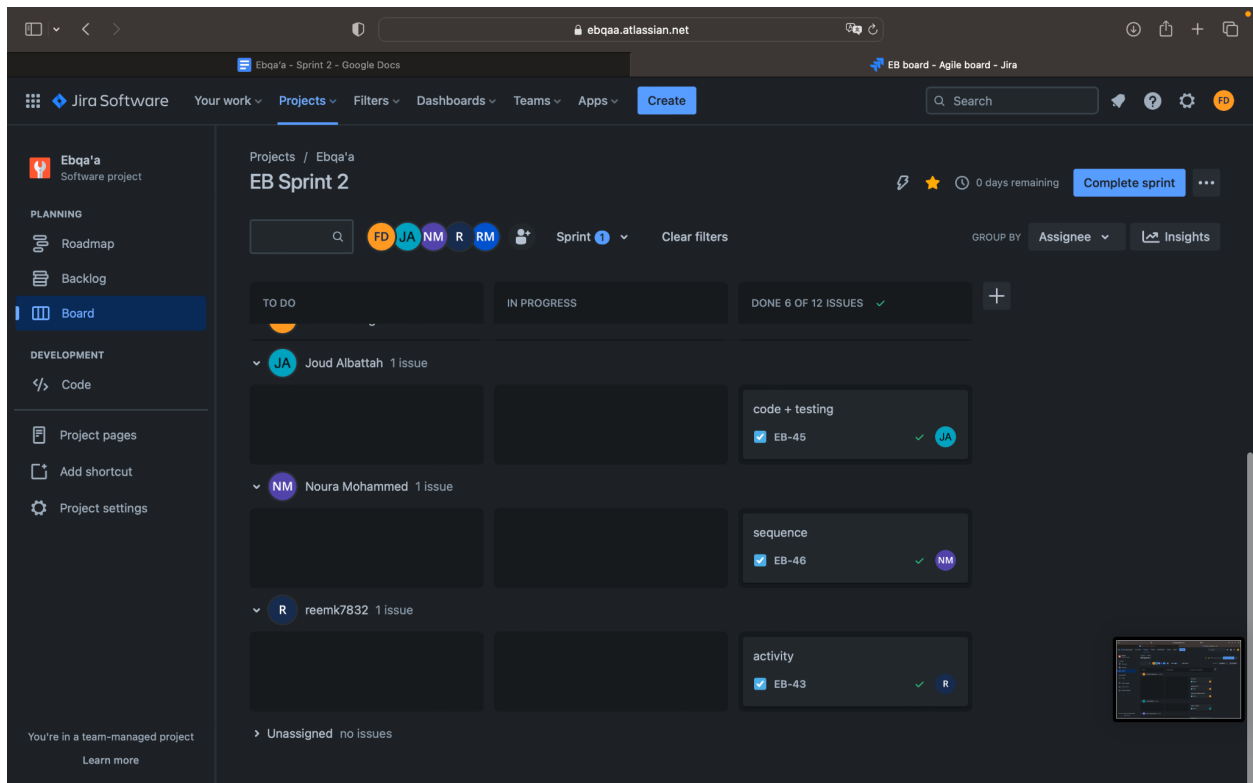 ebqaa.atlassian.net
Ebqa'a - Sprint 2 - Google Docs
EB board - Agile board - Jira
Jira Software
Your work
Projects
Filters
Dashboards
Teams
Apps
Create
Search
FD
Ebqa'a
Software project
PLANNING
Roadmap
Backlog
Board
DEVELOPMENT
Code
Project pages
Add shortcut
Project settings
You're in a team-managed project
Learn more
Projects / Ebqa'a
EB Sprint 2
0 days remaining
Complete sprint
FD JA NM R RM
Sprint 1
Clear filters
GROUP BY
Assignee
Insights
TO DO
IN PROGRESS
DONE 6 OF 12 ISSUES
JA Joud Albattah 1 issue
code + testing
EB-45
JA
NM Noura Mohammed 1 issue
sequence
EB-46
NM
R reemk7832 1 issue
activity
EB-43
R
Unassigned no issues